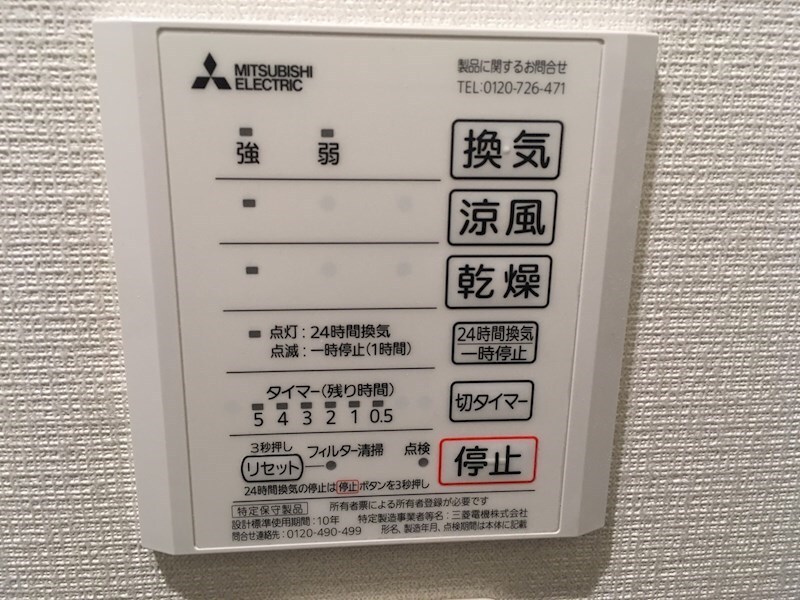 MITSUBISHI
ELECTRIC
製品に関するお問合せ
TEL:0120-726-471
強 弱 換気
涼風
乾燥
点灯:24時間換気
点滅:一時停止(1時間)
24時間換気
一時停止
タイマー(残り時間)
5 4 3 2 1 0.5
切タイマー
3秒押し
リセット フィルター清掃 点検
停止
24時間換気の停止は停止ボタンを3秒押し
特定保守製品 所有者票による所有者登録が必要です
設計標準使用期間:10年 特定製造事業者等名:三菱電機株式会社
問合せ連絡先:0120-490-499 形名、製造年月、点検期間は本体に記載